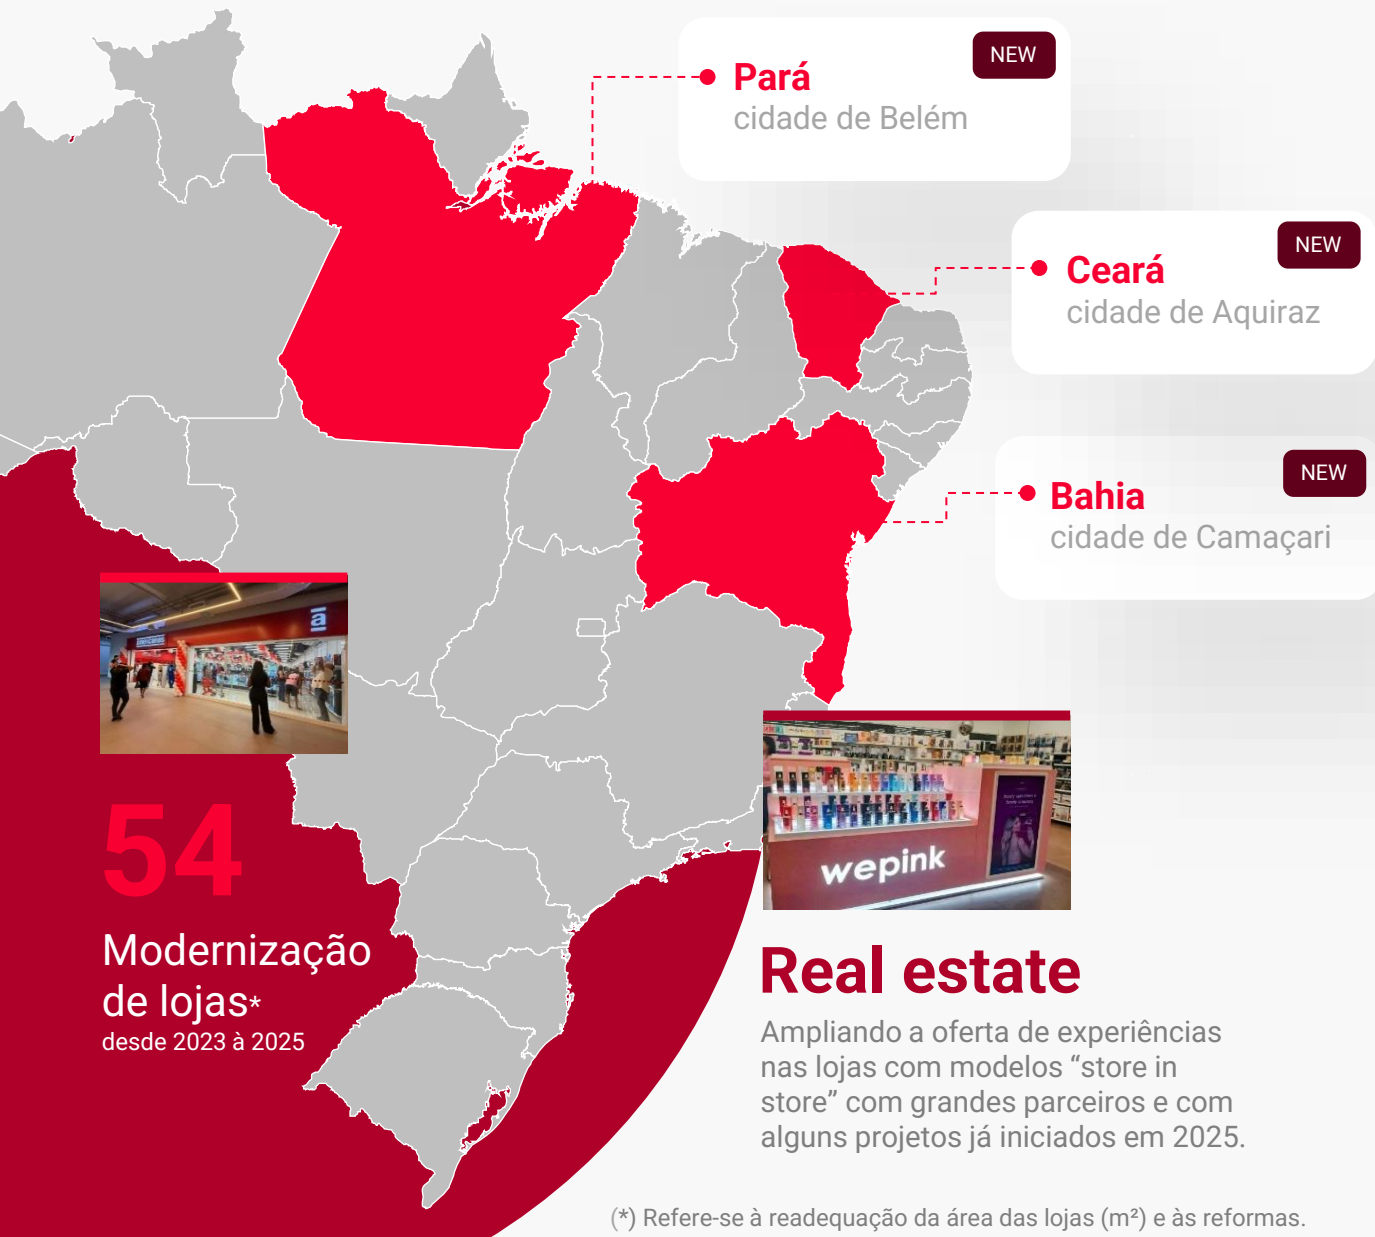 NEW
Pará
cidade de Belém
NEW
Ceará
cidade de Aquiraz
NEW
Bahia
cidade de Camaçari
americanas
a
wepink
54
Modernização
de lojas*
desde 2023 à 2025
Real estate
Ampliando a oferta de experiências
nas lojas com modelos “store in
store” com grandes parceiros e com
alguns projetos já iniciados em 2025.
(*) Refere-se à readequação da área das lojas (m²) e às reformas.